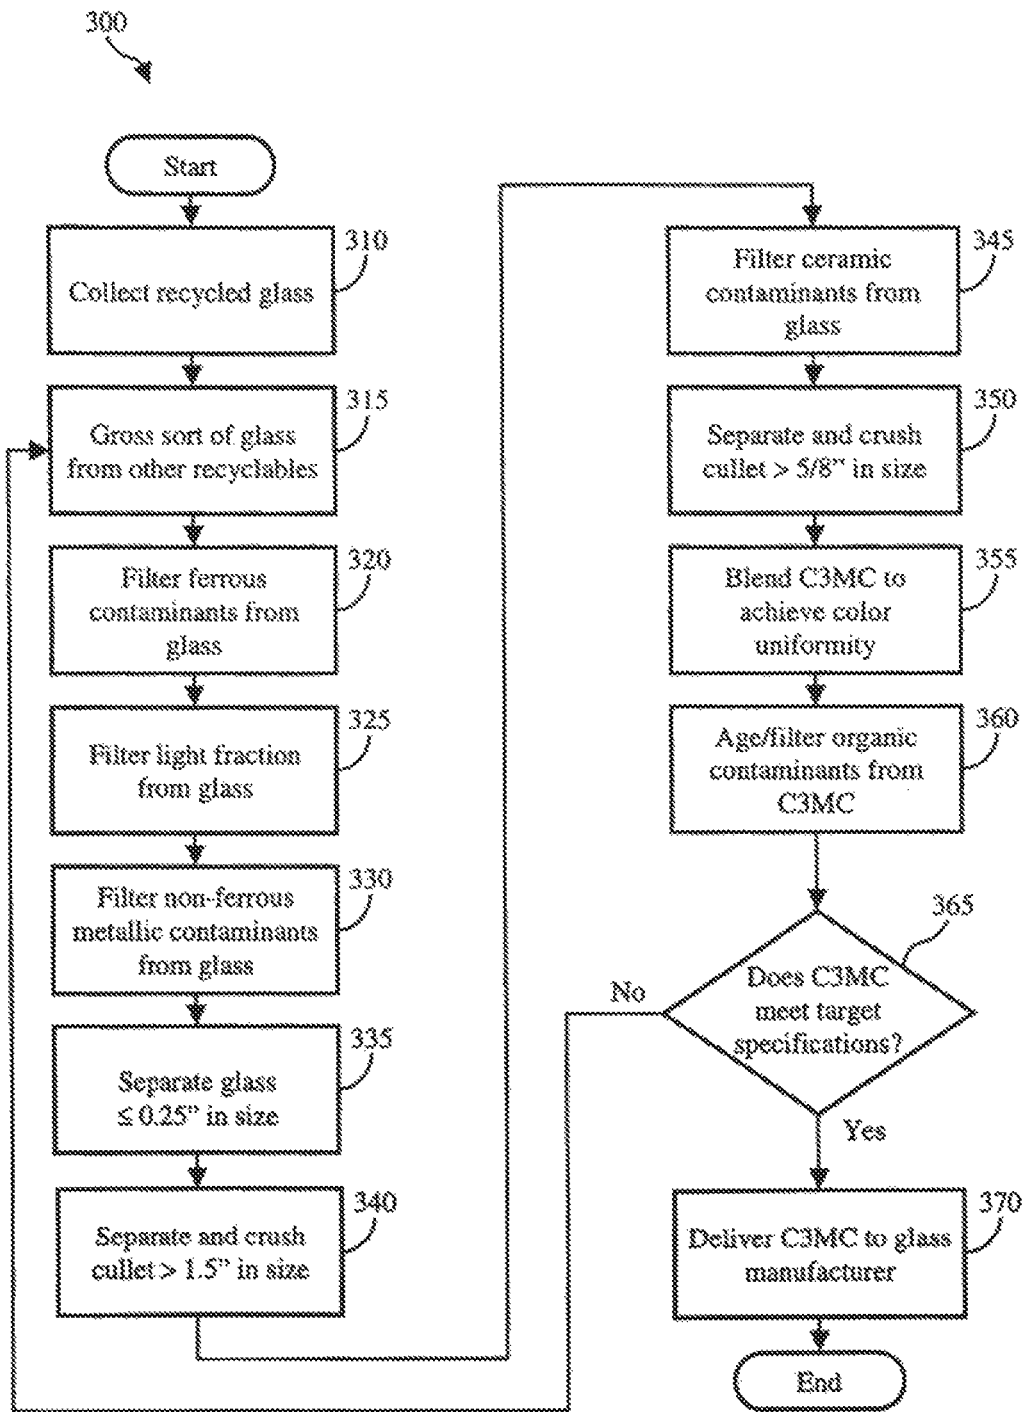 300
Start
310
Collect recycled glass
315
Gross sort of glass
from other recyclables
320
Filter ferrous
contaminants from
glass
325
Filter light fraction
from glass
330
Filter non-ferrous
metallic contaminants
from glass
335
Separate glass
≤ 0.25” in size
340
Separate and crush
cullet > 1.5” in size
345
Filter ceramic
contaminants from
glass
350
Separate and crush
cullet > 5/8” in size
355
Blend C3MC to
achieve color
uniformity
360
Age/filter organic
contaminants from
C3MC
365
Does C3MC
meet target
specifications?
No
Yes
370
Deliver C3MC to glass
manufacturer
End